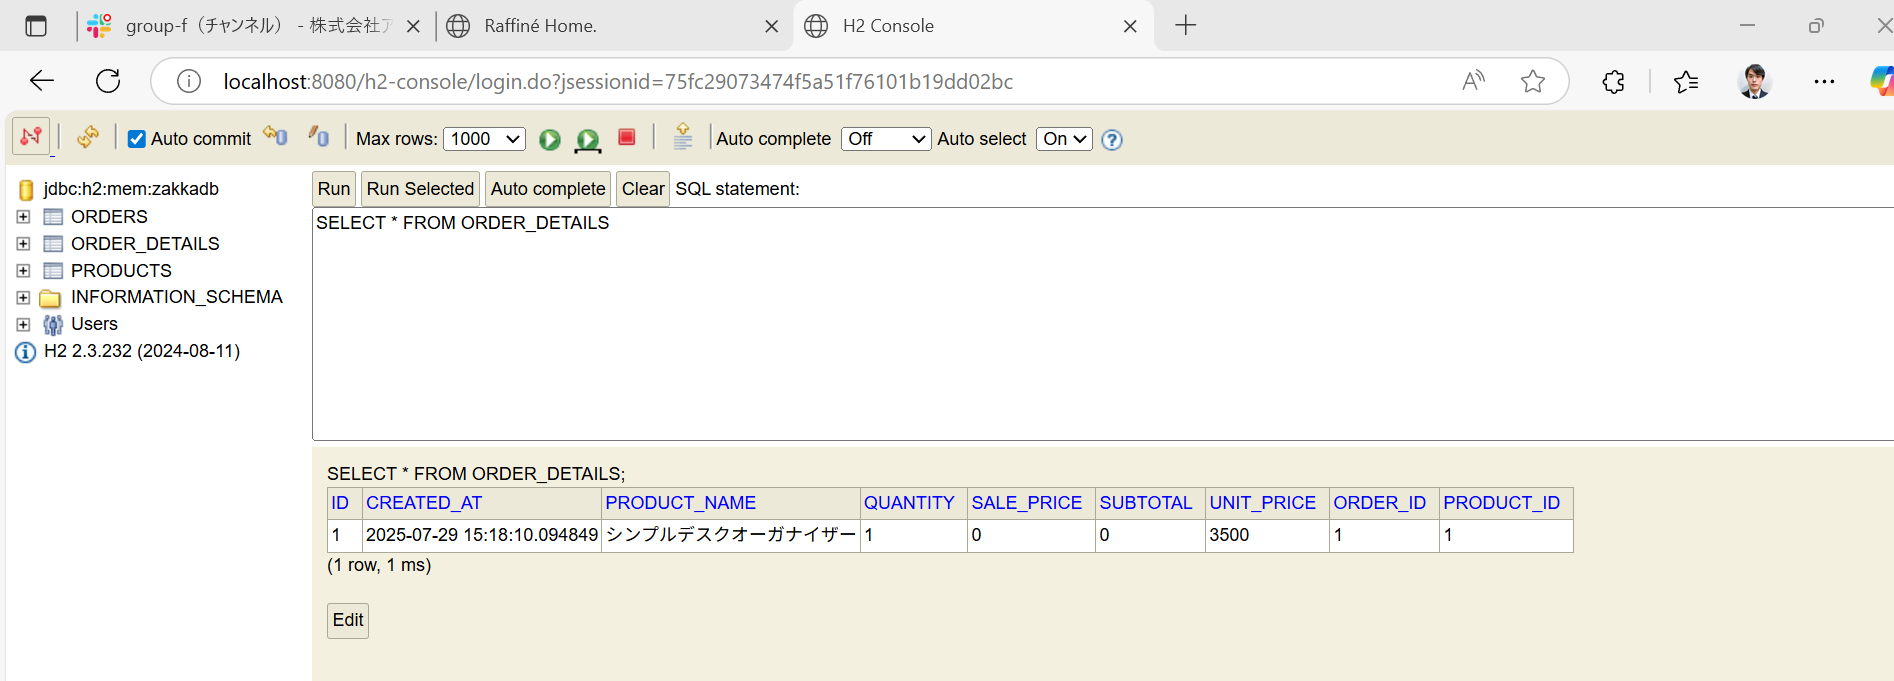 group-f（チャンネル） - 株式会社ア
Raffiné Home.
H2 Console
localhost:8080/h2-console/login.do?jsessionid=75fc29073474f5a51f76101b19dd02bc
Auto commit
Max rows: 1000
Auto complete Off
Auto select On
jdbc:h2:mem:zakkadb
ORDERS
ORDER_DETAILS
PRODUCTS
INFORMATION_SCHEMA
Users
H2 2.3.232 (2024-08-11)
Run Run Selected Auto complete Clear SQL statement:
SELECT * FROM ORDER_DETAILS
SELECT * FROM ORDER_DETAILS;
ID CREATED_AT PRODUCT_NAME QUANTITY SALE_PRICE SUBTOTAL UNIT_PRICE ORDER_ID PRODUCT_ID
1 2025-07-29 15:18:10.094849 シンプルデスクオーガナイザー 1 0 0 3500 1 1
(1 row, 1 ms)
Edit